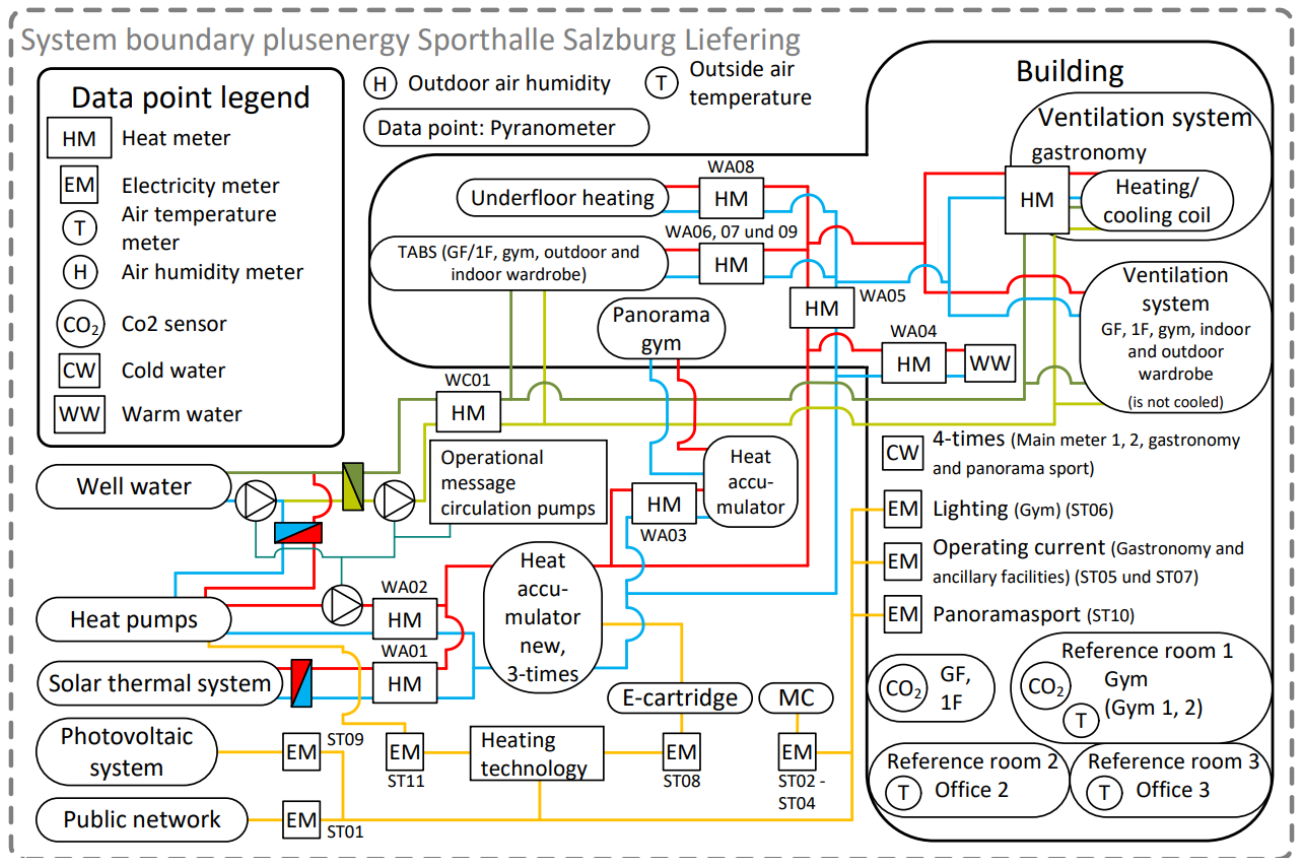 System boundary plusenergy Sporthalle Salzburg Liefering
Data point legend
HM Heat meter
EM Electricity meter
T Air temperature
meter
H Air humidity meter
CO2 Co2 sensor
CW Cold water
WW Warm water
H Outdoor air humidity
T Outside air
temperature
Data point: Pyranometer
Building
Ventilation system
gastronomy
HM
Heating/
cooling coil
WA08
Underfloor heating
HM
WA06, 07 und 09
TABS (GF/1F, gym, outdoor and
indoor wardrobe)
HM
Ventilation
system
GF, 1F, gym, indoor
and outdoor
wardrobe
(is not cooled)
HM
WA05
Panorama
gym
WA04
HM
WW
WC01
HM
Operational
message
circulation pumps
Heat
accu-
mulator
HM
WA03
Well water
CW
4-times (Main meter 1, 2, gastronomy
and panorama sport)
EM
Lighting (Gym) (ST06)
EM
Operating current (Gastronomy and
ancillary facilities) (ST05 und ST07)
EM
Panoramasport (ST10)
Heat
accu-
mulator
new,
3-times
WA02
HM
Heat pumps
WA01
HM
Solar thermal system
E-cartridge
MC
CO2
GF,
1F
Reference room 1
Gym
(Gym 1, 2)
CO2
T
Photovoltaic
system
EM
ST09
EM
ST11
Heating
technology
EM
ST08
EM
ST02 -
ST04
Reference room 2
T Office 2
Reference room 3
T Office 3
Public network
EM
ST01